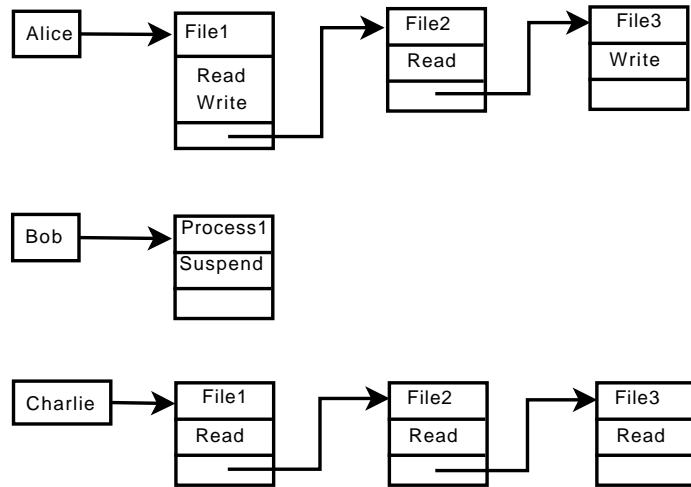 Alice
File1
Read
Write
File2
Read
File3
Write
Bob
Process1
Suspend
Charlie
File1
Read
File2
Read
File3
Read